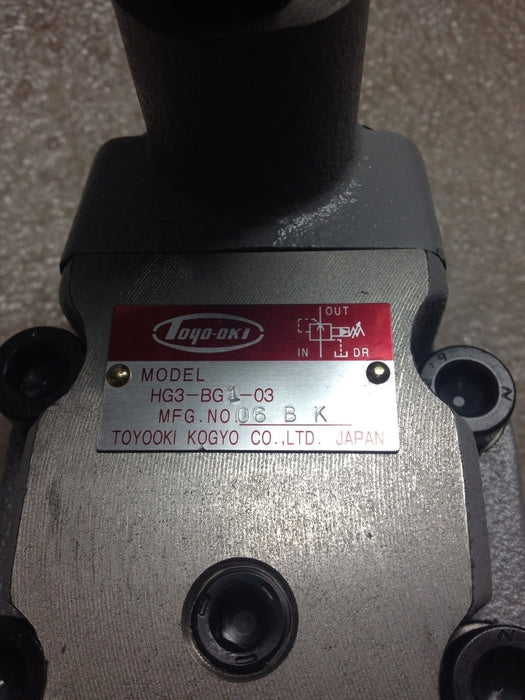 TOYO-OKI
OUT
IN DR
MODEL
HG3-BG1-03
MFG.NO. 06 B K
TOYOOKI KOGYO CO.,LTD. JAPAN